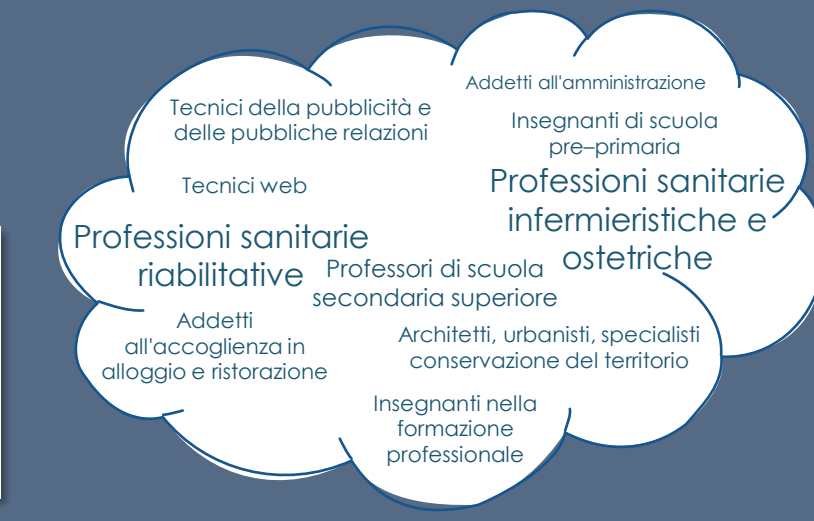 Addetti all'amministrazione
Tecnici della pubblicità e
delle pubbliche relazioni
Insegnanti di scuola
pre–primaria
Tecnici web
Professioni sanitarie
infermieristiche e
ostetriche
Professioni sanitarie
riabilitative
Professori di scuola
secondaria superiore
Addetti
all'accoglienza in
alloggio e ristorazione
Architetti, urbanisti, specialisti
conservazione del territorio
Insegnanti nella
formazione
professionale